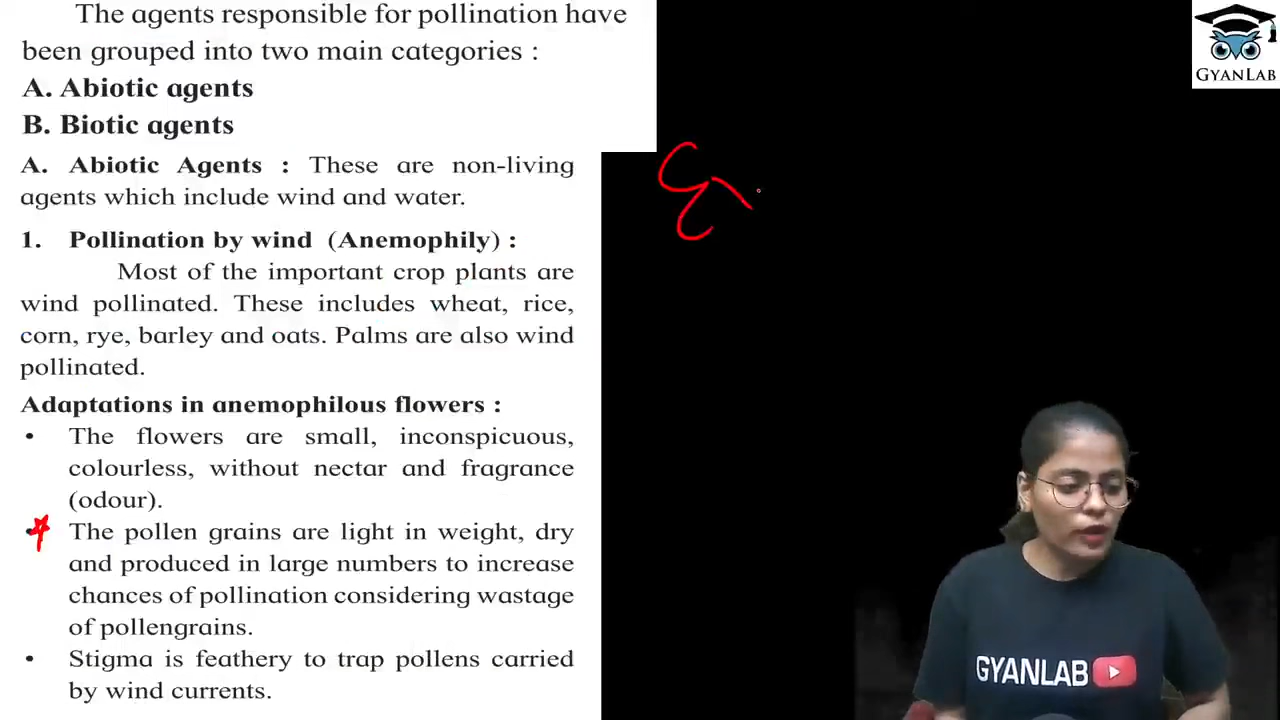 The agents responsible for pollination have
been grouped into two main categories :
A. Abiotic agents
B. Biotic agents
A. Abiotic Agents : These are non-living
agents which include wind and water.
1. Pollination by wind (Anemophily) :
Most of the important crop plants are
wind pollinated. These includes wheat, rice,
corn, rye, barley and oats. Palms are also wind
pollinated.
Adaptations in anemophilous flowers :
• The flowers are small, inconspicuous,
colourless, without nectar and fragrance
(odour).
• The pollen grains are light in weight, dry
and produced in large numbers to increase
chances of pollination considering wastage
of pollengrains.
• Stigma is feathery to trap pollens carried
by wind currents.
GYANLAB
GYANLAB